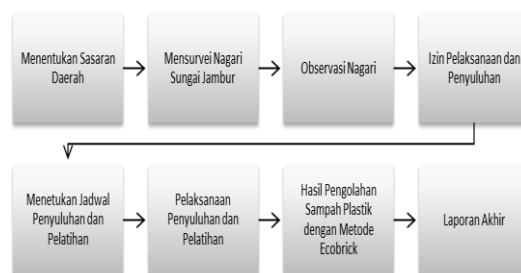 Menentukan Sasaran
Daerah
Mensurvei Nagari
Sungai Jambur
Observasi Nagari
Izin Pelaksanaan dan
Penyuluhan
Menetukan Jadwal
Penyuluhan dan
Pelatihan
Pelaksanaan
Penyuluhan dan
Pelatihan
Hasil Pengolahan
Sampah Plastik
dengan Metode
Ecobrick
Laporan Akhir